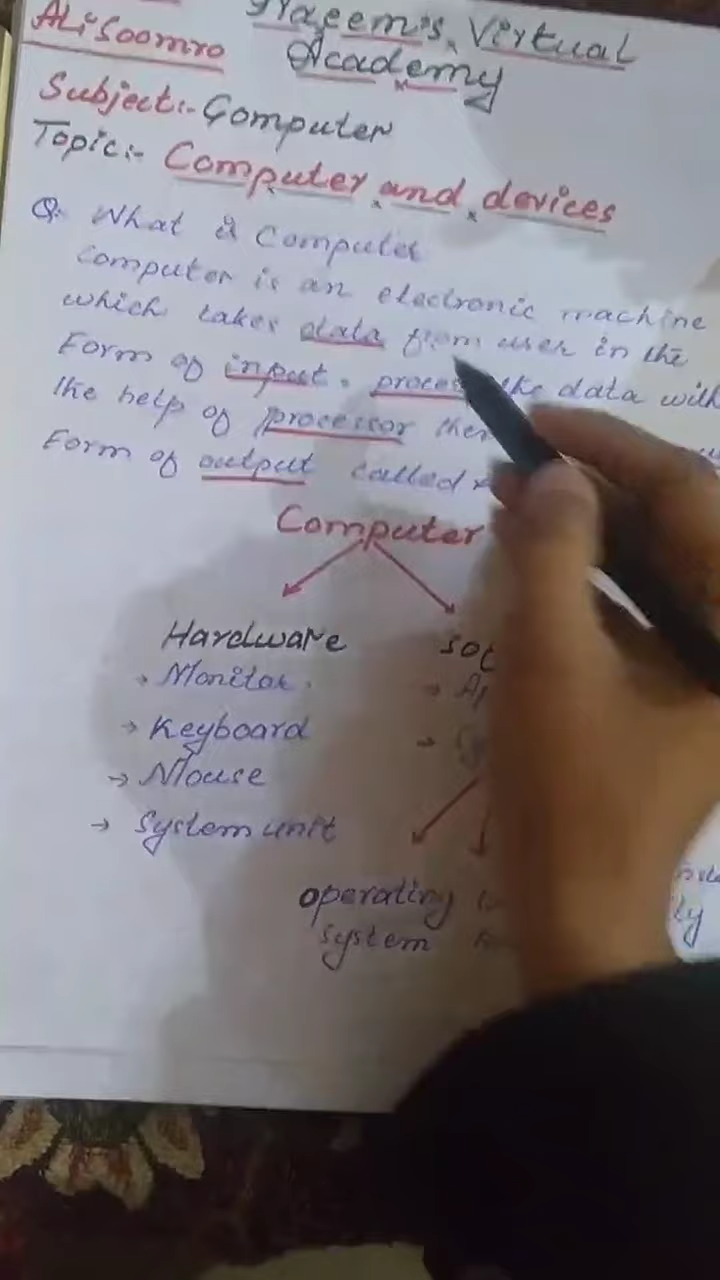 Ali Soomro
Virtual
Academy
Subject:- Computer
Topic:- Computer and devices
Q. What is Computer
Computer is an electronic machine
which takes data from user in the
Form of input. process the data with
the help of processor then
Form of output called
Computer
Hardware
→ Monitor.
→ Keyboard
→ Mouse
→ System unit
operating
system